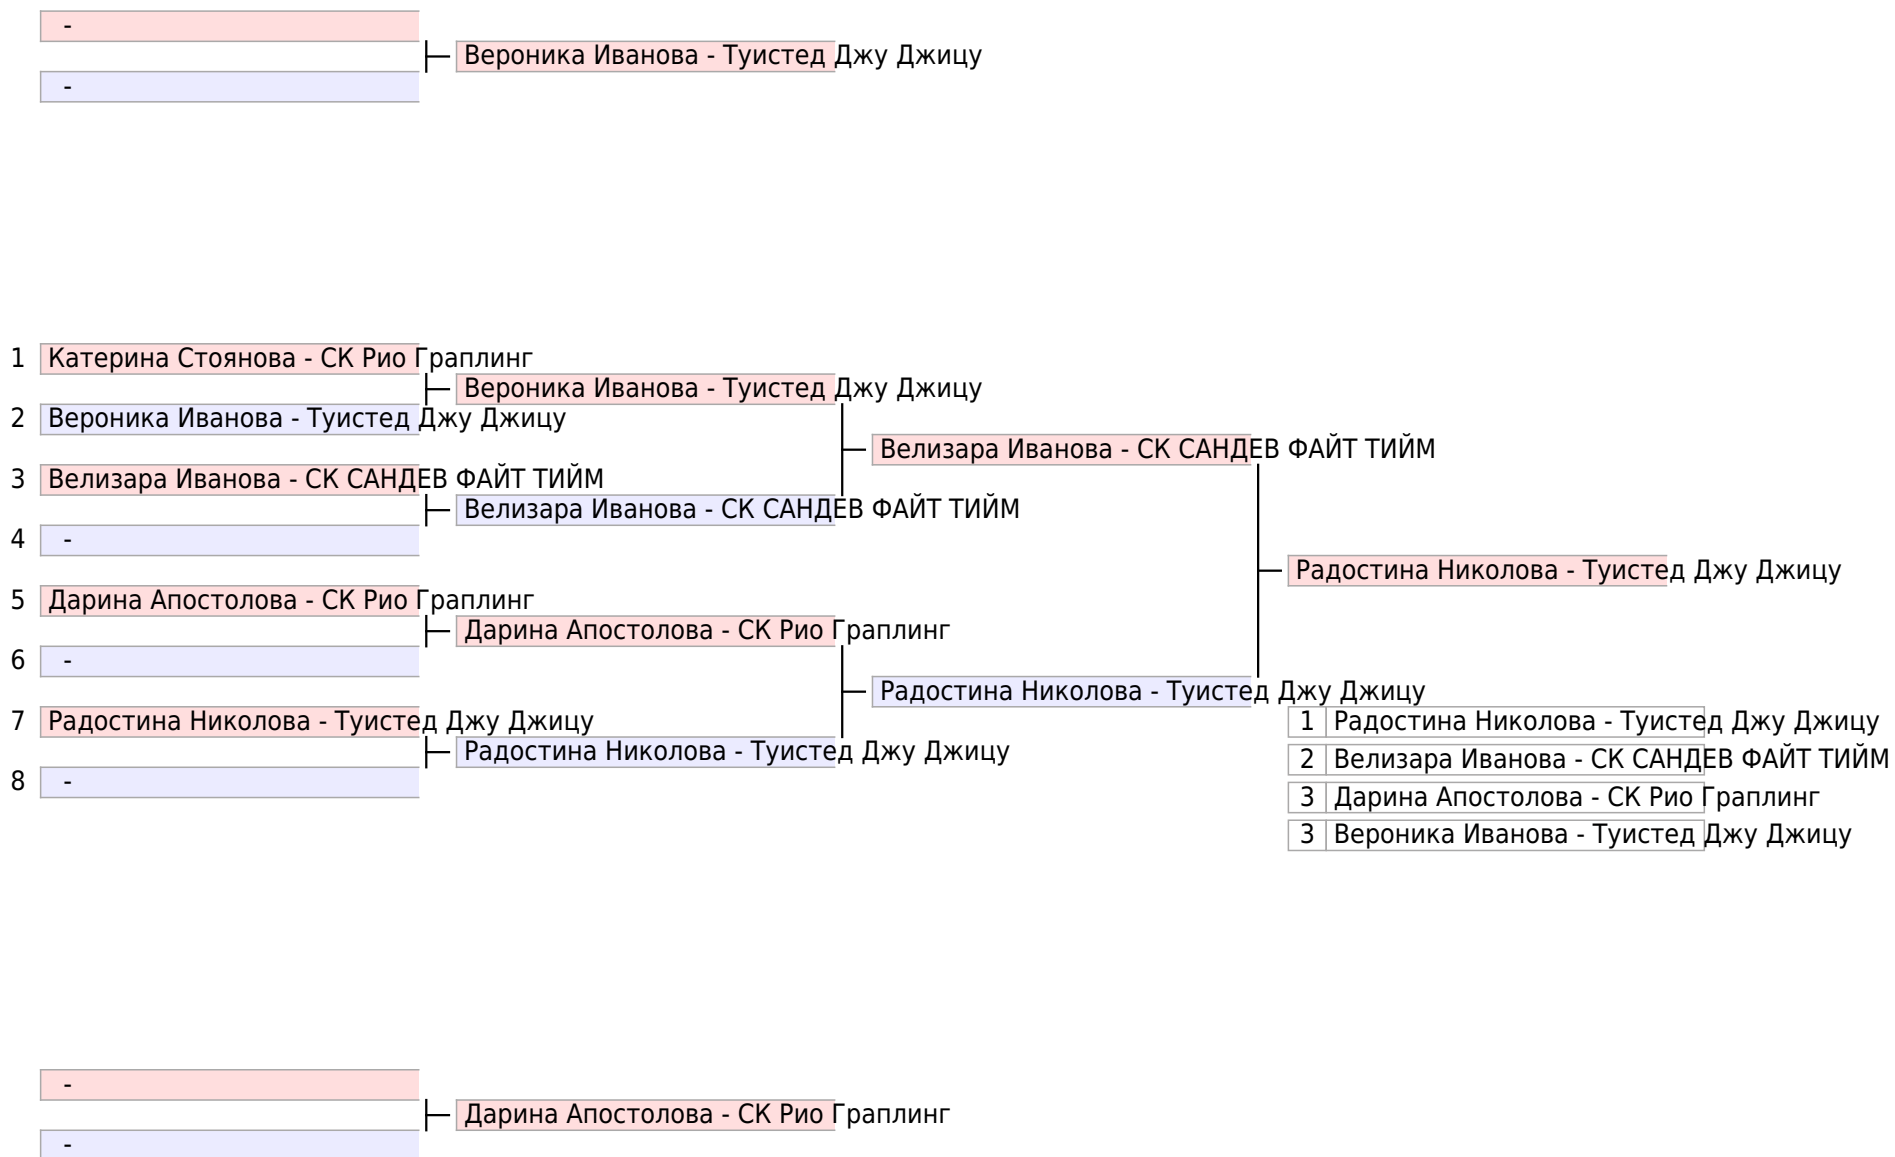 -
Вероника Иванова - Туистед Джу Джицу
-
1 Катерина Стоянова - СК Рио Граплинг
Вероника Иванова - Туистед Джу Джицу
2 Вероника Иванова - Туистед Джу Джицу
Велизара Иванова - СК САНДЕВ ФАЙТ ТИЙМ
3 Велизара Иванова - СК САНДЕВ ФАЙТ ТИЙМ
Велизара Иванова - СК САНДЕВ ФАЙТ ТИЙМ
4 -
Радостина Николова - Туистед Джу Джицу
5 Дарина Апостолова - СК Рио Граплинг
Дарина Апостолова - СК Рио Граплинг
6 -
Радостина Николова - Туистед Джу Джицу
7 Радостина Николова - Туистед Джу Джицу
1 Радостина Николова - Туистед Джу Джицу
Радостина Николова - Туистед Джу Джицу
2 Велизара Иванова - СК САНДЕВ ФАЙТ ТИЙМ
8 -
3 Дарина Апостолова - СК Рио Граплинг
3 Вероника Иванова - Туистед Джу Джицу
-
Дарина Апостолова - СК Рио Граплинг
-